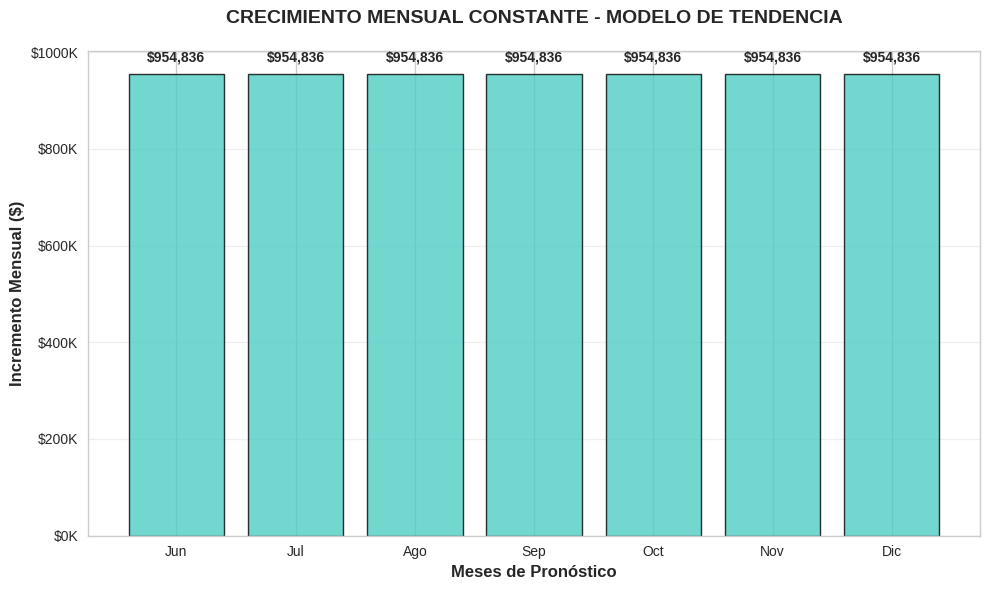 CRECIMIENTO MENSUAL CONSTANTE - MODELO DE TENDENCIA
$1000K
$954,836 $954,836 $954,836 $954,836 $954,836 $954,836 $954,836
$800K
$600K
$400K
$200K
$0K
Incremento Mensual ($)
Jun Jul Ago Sep Oct Nov Dic
Meses de Pronóstico